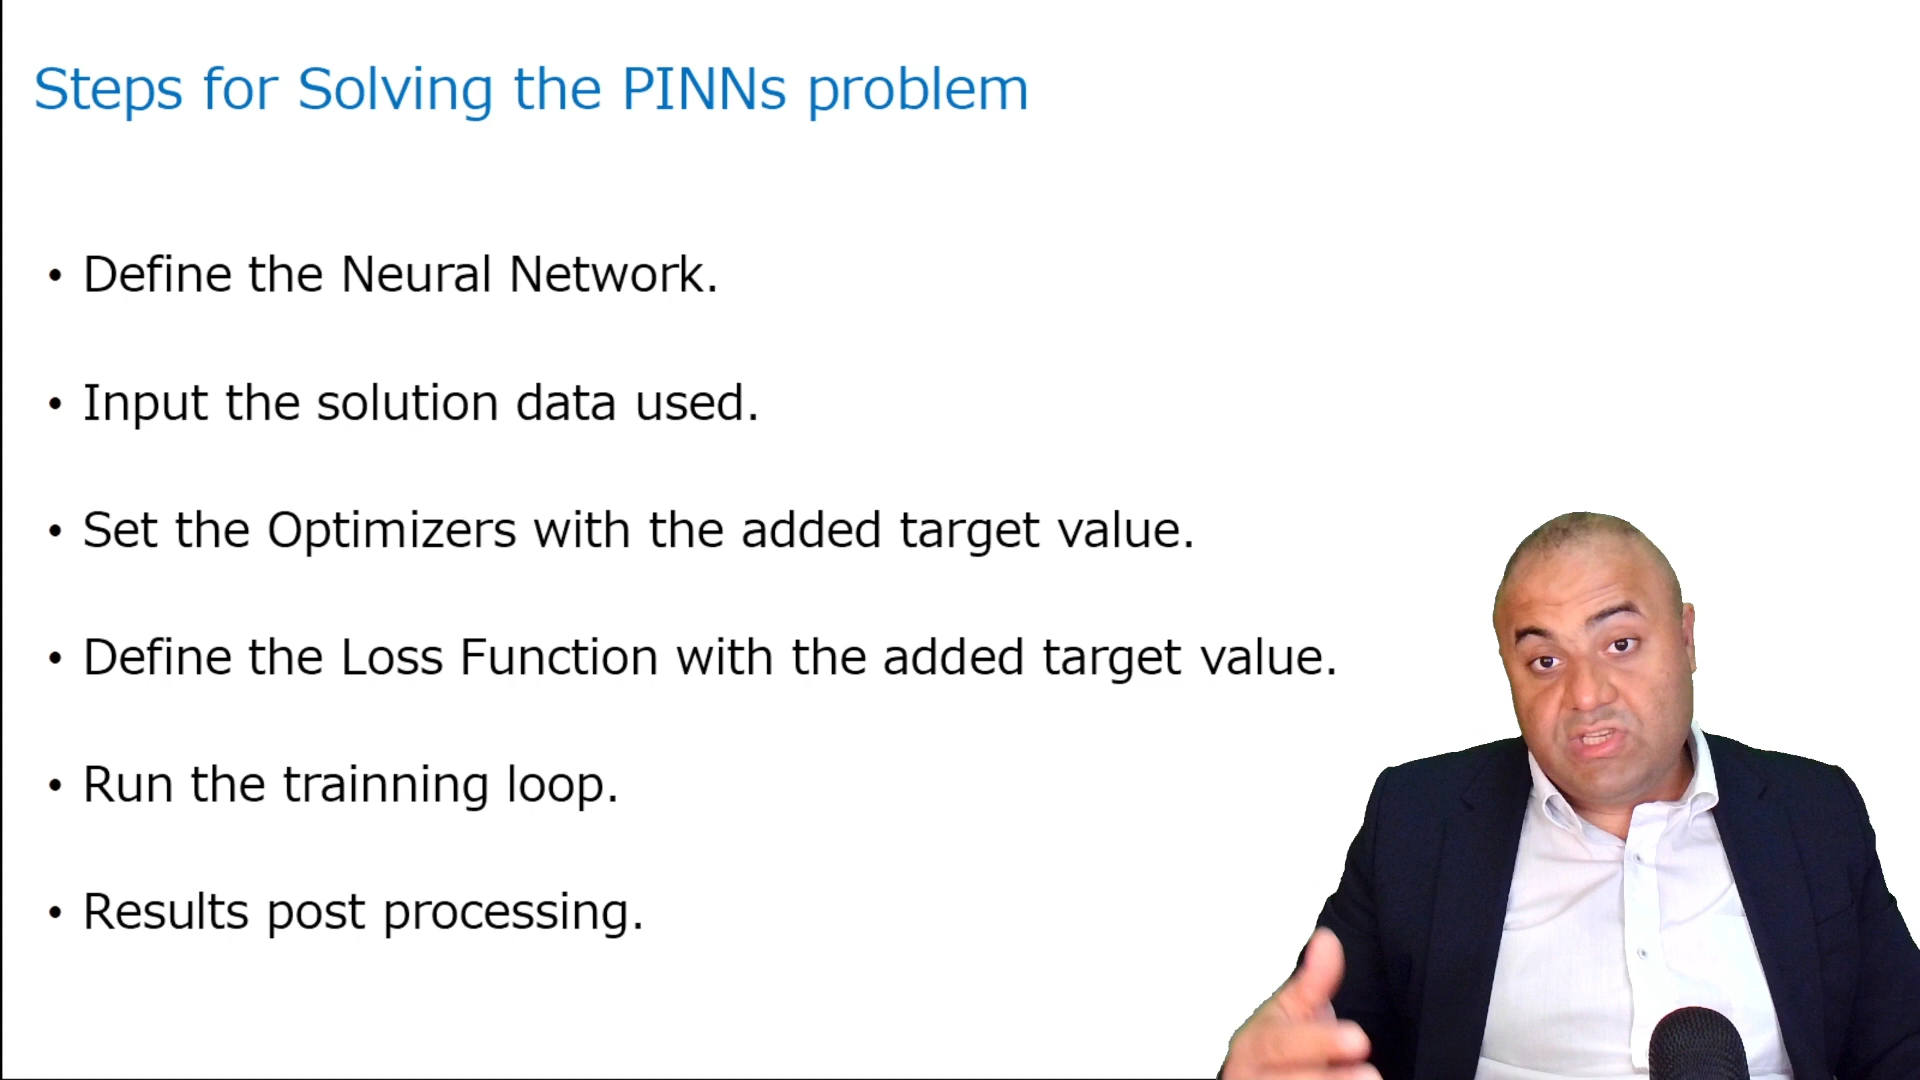 Steps for Solving the PINNs problem
• Define the Neural Network.
• Input the solution data used.
• Set the Optimizers with the added target value.
• Define the Loss Function with the added target value.
• Run the trainning loop.
• Results post processing.